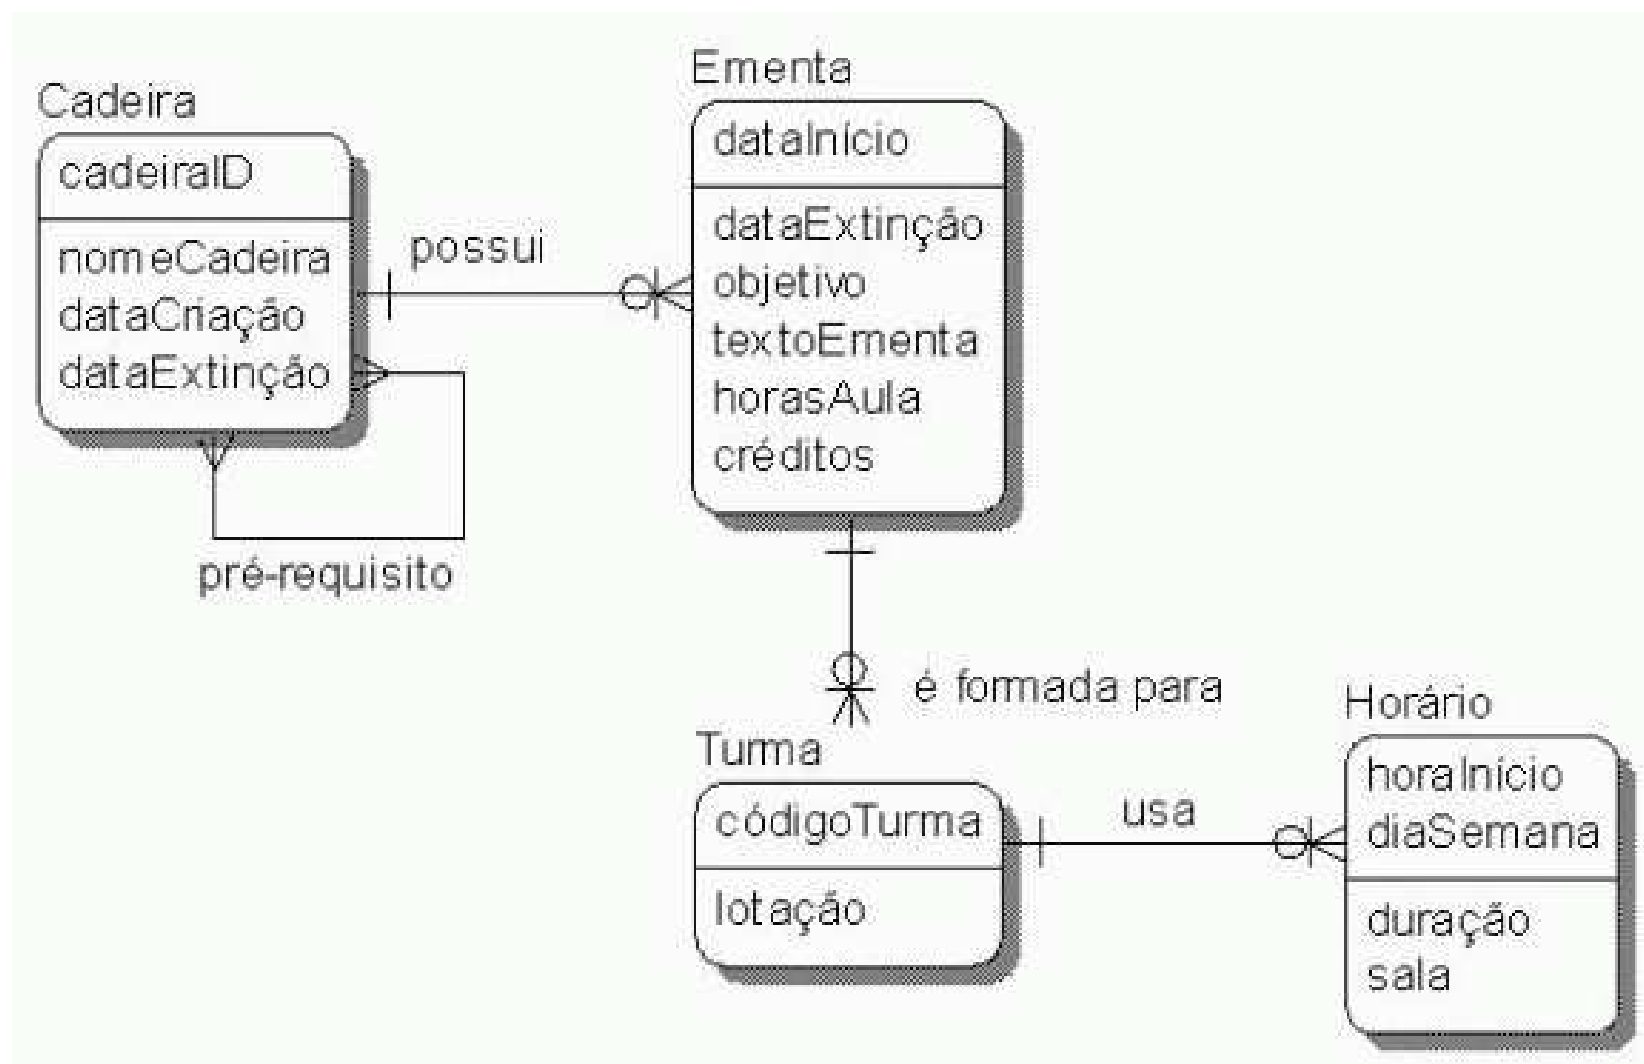 Cadeira
cadeiraID
nomeCadeira
dataCriação
dataExtinção
pré-requisito
possui
Ementa
dataInício
dataExtinção
objetivo
textoEmenta
horasAula
créditos
é formada para
Turma
códigoTurma
lotação
usa
Horário
horaInício
diaSemana
duração
sala